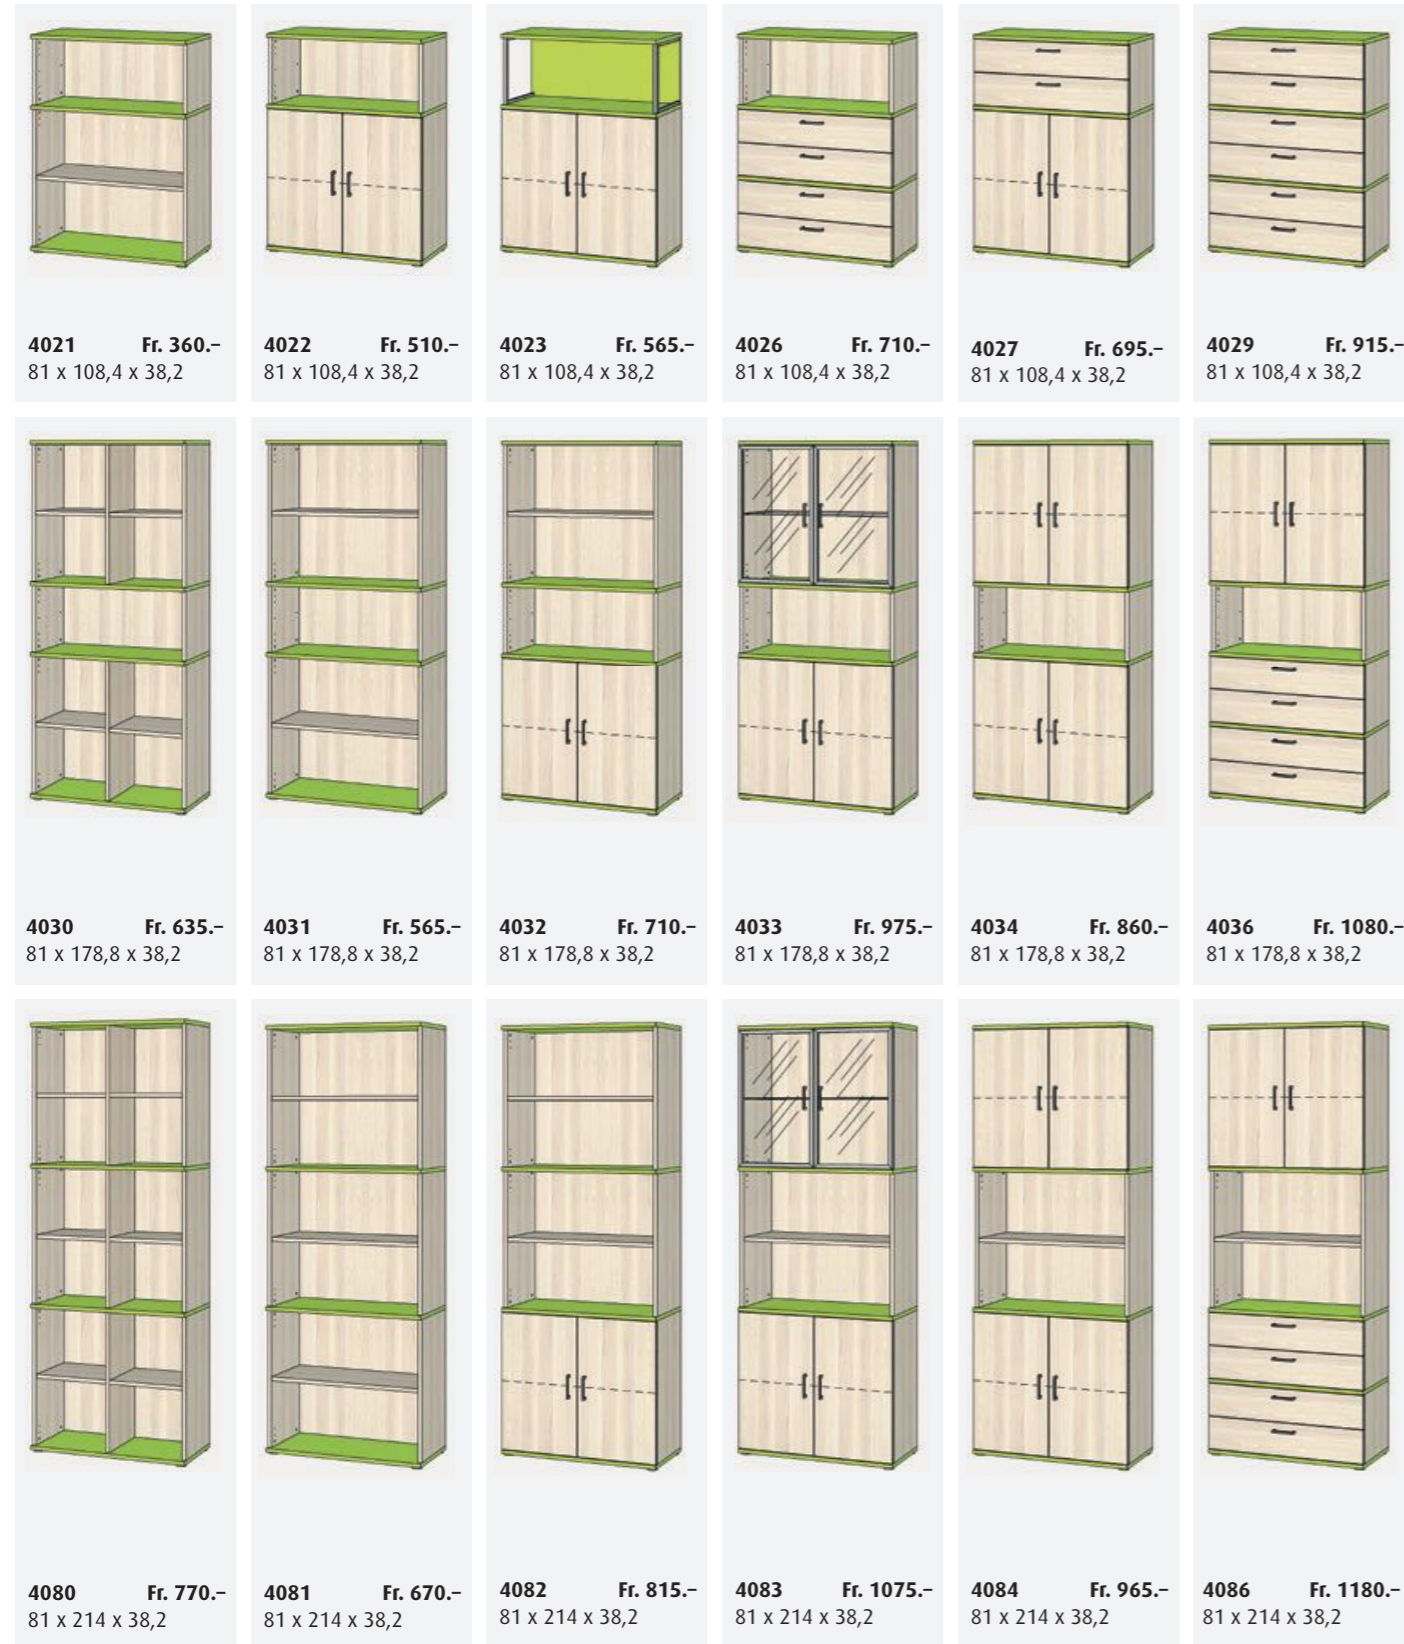 4021 Fr. 360.–
81 x 108,4 x 38,2
4022 Fr. 510.–
81 x 108,4 x 38,2
4023 Fr. 565.–
81 x 108,4 x 38,2
4026 Fr. 710.–
81 x 108,4 x 38,2
4027 Fr. 695.–
81 x 108,4 x 38,2
4029 Fr. 915.–
81 x 108,4 x 38,2
4030 Fr. 635.–
81 x 178,8 x 38,2
4031 Fr. 565.–
81 x 178,8 x 38,2
4032 Fr. 710.–
81 x 178,8 x 38,2
4033 Fr. 975.–
81 x 178,8 x 38,2
4034 Fr. 860.–
81 x 178,8 x 38,2
4036 Fr. 1080.–
81 x 178,8 x 38,2
4080 Fr. 770.–
81 x 214 x 38,2
4081 Fr. 670.–
81 x 214 x 38,2
4082 Fr. 815.–
81 x 214 x 38,2
4083 Fr. 1075.–
81 x 214 x 38,2
4084 Fr. 965.–
81 x 214 x 38,2
4086 Fr. 1180.–
81 x 214 x 38,2